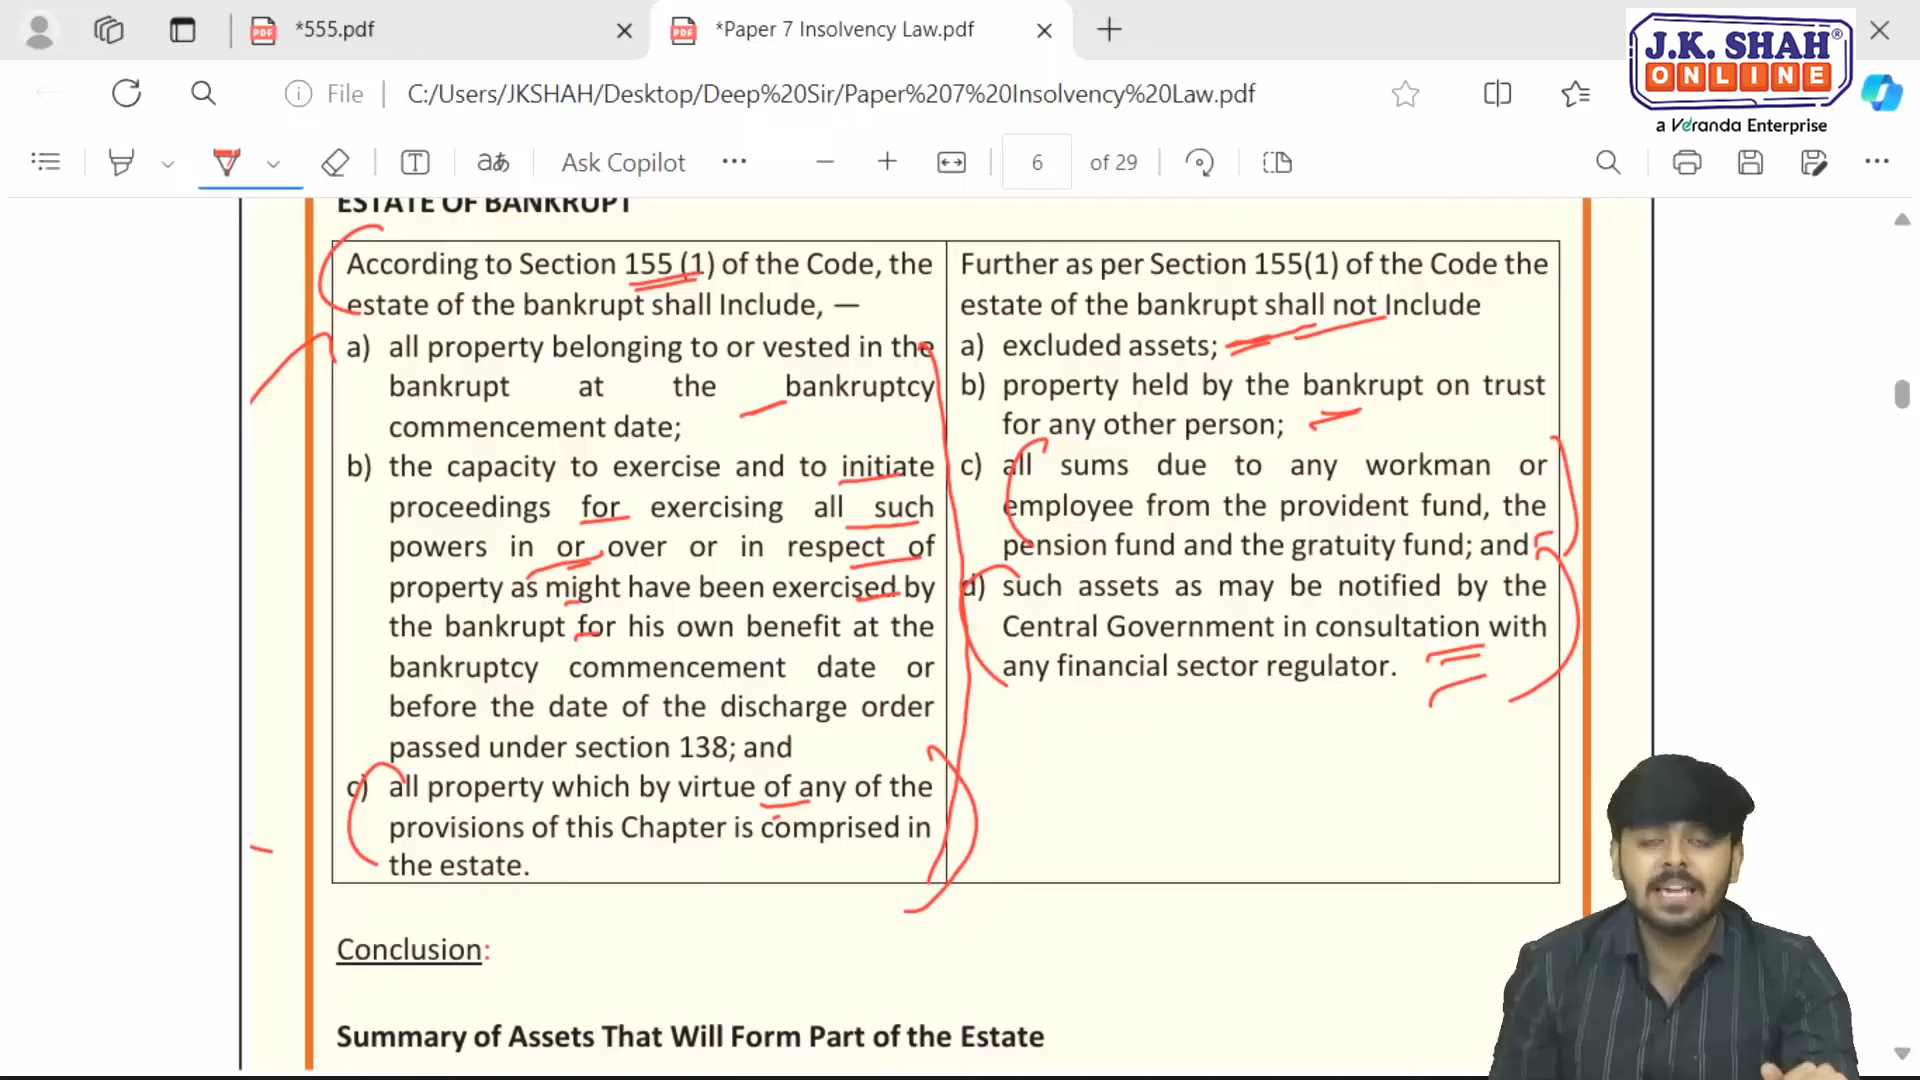 *555.pdf
*Paper 7 Insolvency Law.pdf
J.K. SHAH®
ONLINE
a Veranda Enterprise
File
C:/Users/JKSHAH/Desktop/Deep%20Sir/Paper%207%20Insolvency%20Law.pdf
Ask Copilot
6 of 29
ESTATE OF BANKRUPT
According to Section 155 (1) of the Code, the
estate of the bankrupt shall Include, —
a) all property belonging to or vested in the
bankrupt at the bankruptcy
commencement date;
b) the capacity to exercise and to initiate
proceedings for exercising all such
powers in or over or in respect of
property as might have been exercised by
the bankrupt for his own benefit at the
bankruptcy commencement date or
before the date of the discharge order
passed under section 138; and
c) all property which by virtue of any of the
provisions of this Chapter is comprised in
the estate.
Further as per Section 155(1) of the Code the
estate of the bankrupt shall not Include
a) excluded assets;
b) property held by the bankrupt on trust
for any other person;
c) all sums due to any workman or
employee from the provident fund, the
pension fund and the gratuity fund; and
d) such assets as may be notified by the
Central Government in consultation with
any financial sector regulator.
Conclusion:
Summary of Assets That Will Form Part of the Estate